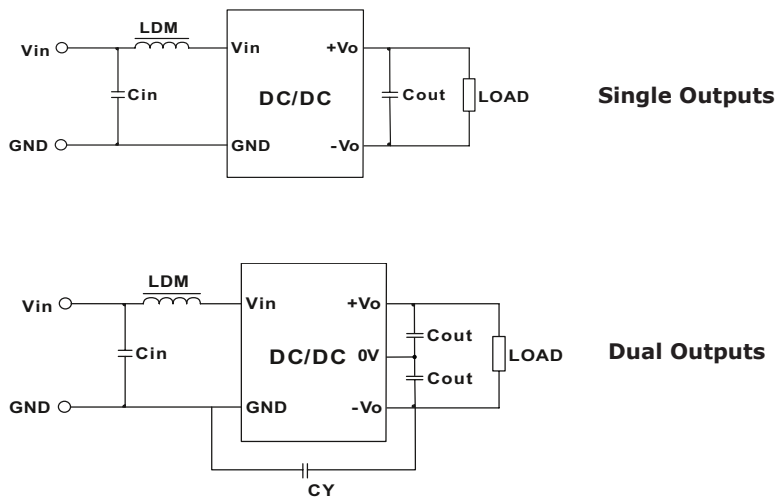 LDM
Vin Vin +Vo
Cin DC/DC Cout LOAD Single Outputs
GND GND -Vo
LDM
Vin Vin +Vo
Cout
Cin DC/DC 0V LOAD Dual Outputs
Cout
GND GND -Vo
CY